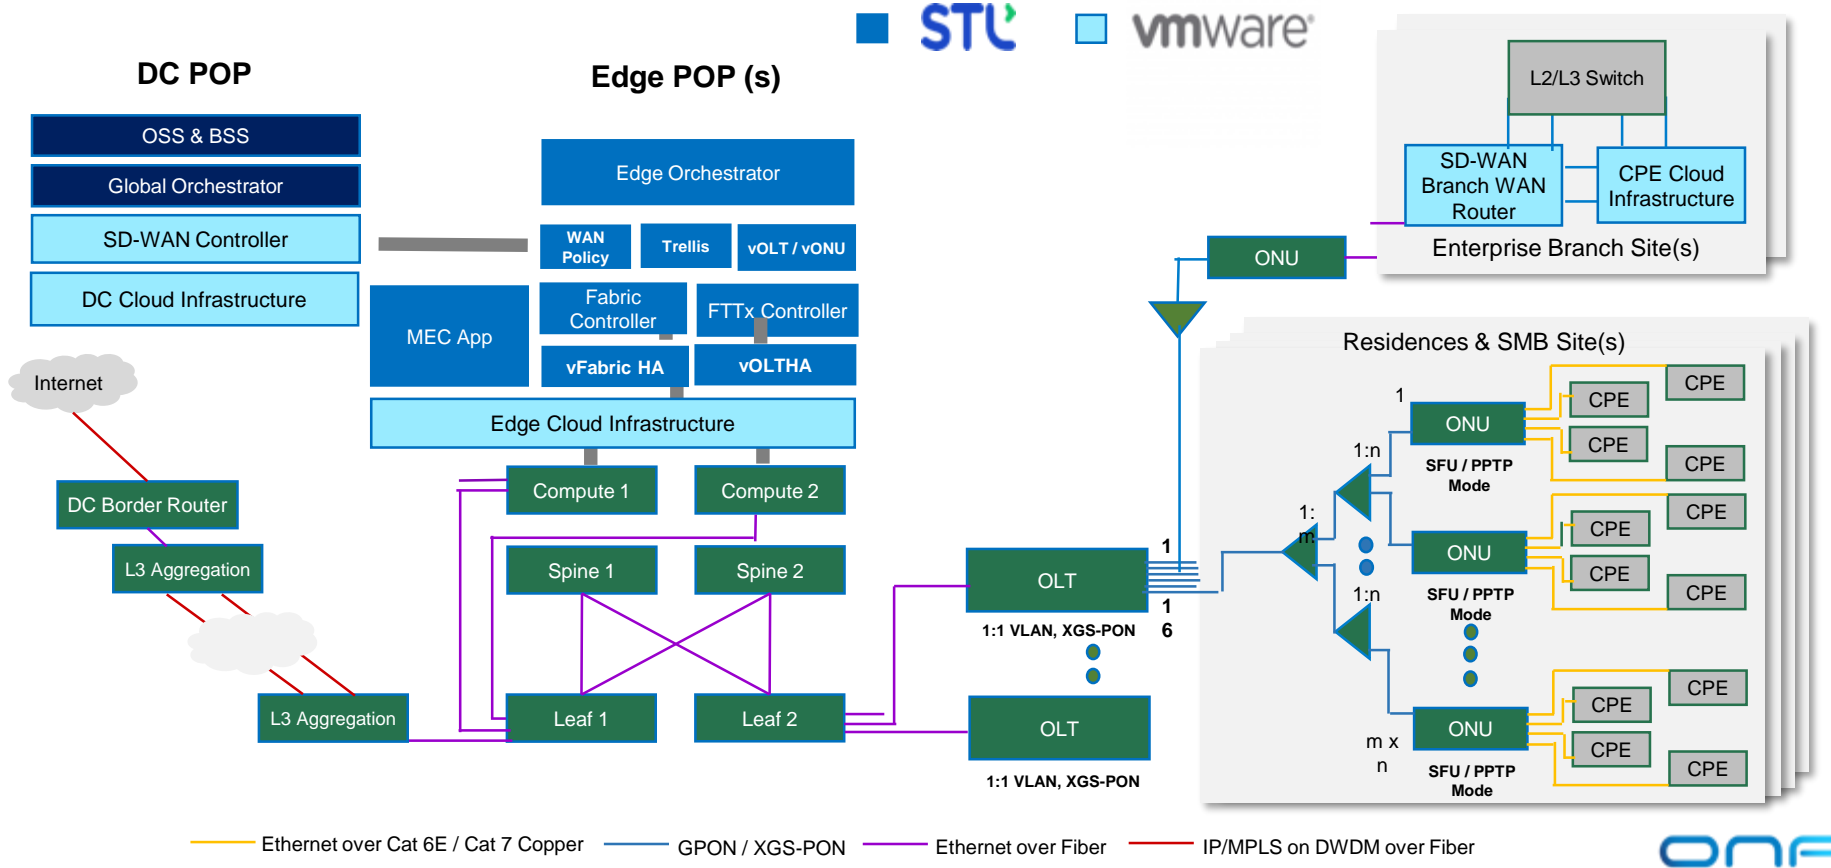 STL
vmware
DC POP
Edge POP (s)
OSS & BSS
Global Orchestrator
SD-WAN Controller
DC Cloud Infrastructure
Edge Orchestrator
WAN
Policy
Trellis
vOLT / vONU
MEC App
Fabric
Controller
FTTx Controller
vFabric HA
vOLTHA
Edge Cloud Infrastructure
Internet
DC Border Router
L3 Aggregation
L3 Aggregation
Compute 1
Compute 2
Spine 1
Spine 2
Leaf 1
Leaf 2
OLT
1:1 VLAN, XGS-PON
OLT
1:1 VLAN, XGS-PON
1
1
6
L2/L3 Switch
SD-WAN
Branch WAN
Router
CPE Cloud
Infrastructure
Enterprise Branch Site(s)
ONU
Residences & SMB Site(s)
1:
m
1:n
1:n
1
m x
n
ONU
SFU / PPTP
Mode
CPE
CPE
CPE
CPE
ONU
SFU / PPTP
Mode
CPE
CPE
CPE
CPE
ONU
SFU / PPTP
Mode
CPE
CPE
CPE
CPE
Ethernet over Cat 6E / Cat 7 Copper
GPON / XGS-PON
Ethernet over Fiber
IP/MPLS on DWDM over Fiber
ONF